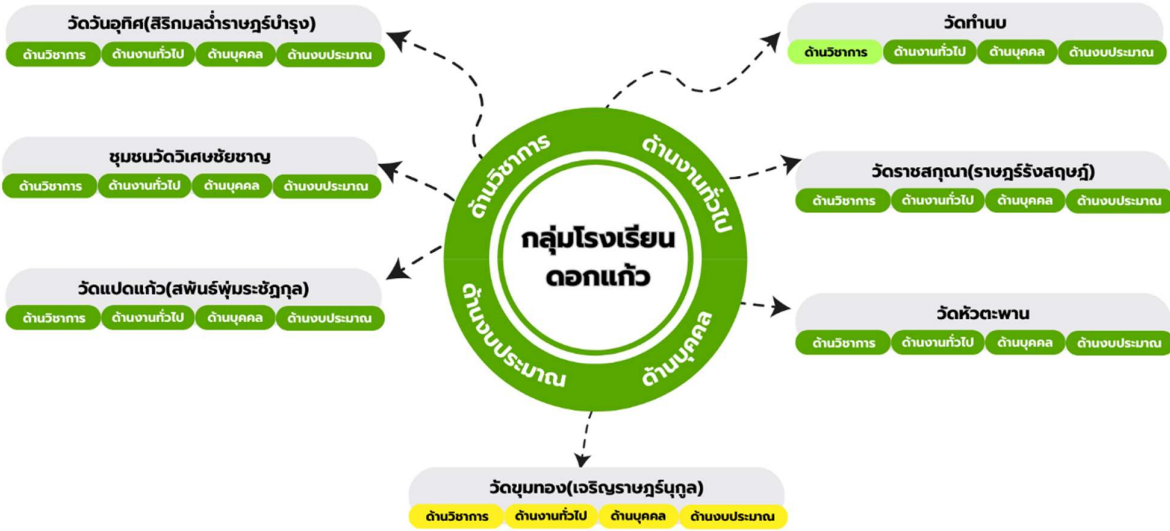 วัดวันอุทิศ(สิริกมลฉ่ำราษฎร์บำรุง)
ด้านวิชาการ ด้านงานทั่วไป ด้านบุคคล ด้านงบประมาณ
วัดทำนบ
ด้านวิชาการ ด้านงานทั่วไป ด้านบุคคล ด้านงบประมาณ
ชุมชนวัดวิเศษชัยชาญ
ด้านวิชาการ ด้านงานทั่วไป ด้านบุคคล ด้านงบประมาณ
วัดราชสกุณา(ราษฎร์รังสฤษฎ์)
ด้านวิชาการ ด้านงานทั่วไป ด้านบุคคล ด้านงบประมาณ
ด้านวิชาการ
ด้านงานทั่วไป
กลุ่มโรงเรียน
ดอกแก้ว
ด้านงบประมาณ
ด้านบุคคล
วัดแปดแก้ว(สพันธ์พุ่มระชัฏกุล)
ด้านวิชาการ ด้านงานทั่วไป ด้านบุคคล ด้านงบประมาณ
วัดหัวตะพาน
ด้านวิชาการ ด้านงานทั่วไป ด้านบุคคล ด้านงบประมาณ
วัดขุมทอง(เจริญราษฎร์นุกูล)
ด้านวิชาการ ด้านงานทั่วไป ด้านบุคคล ด้านงบประมาณ